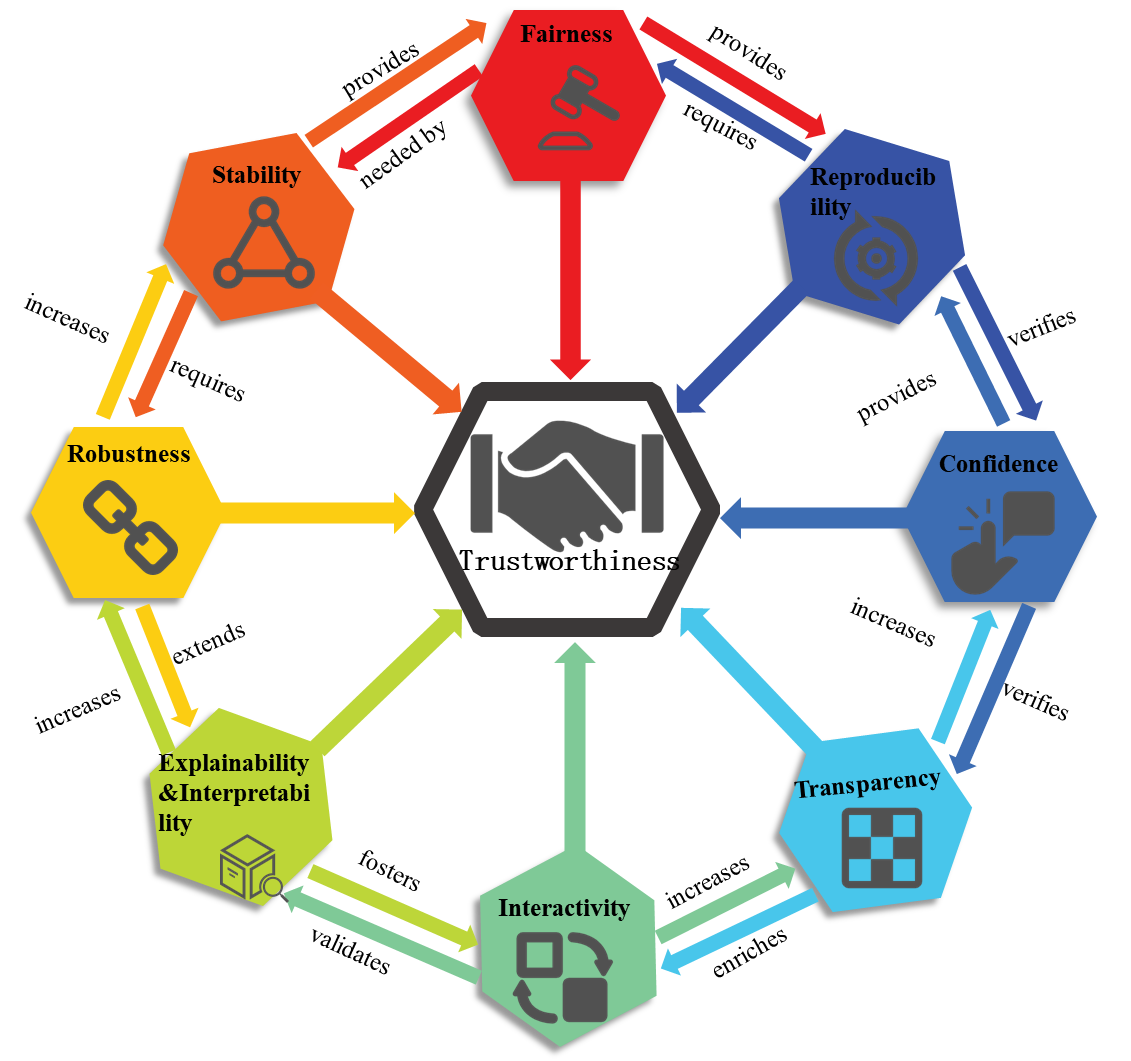 Fairness
provides
provides
needed by
requires
Stability
Reproducib
ility
increases
requires
verifies
provides
Robustness
Confidence
Trustworthiness
extends
increases
increases
verifies
Explainability
&Interpretabi
lity
Transparency
fosters
validates
Interactivity
increases
enriches